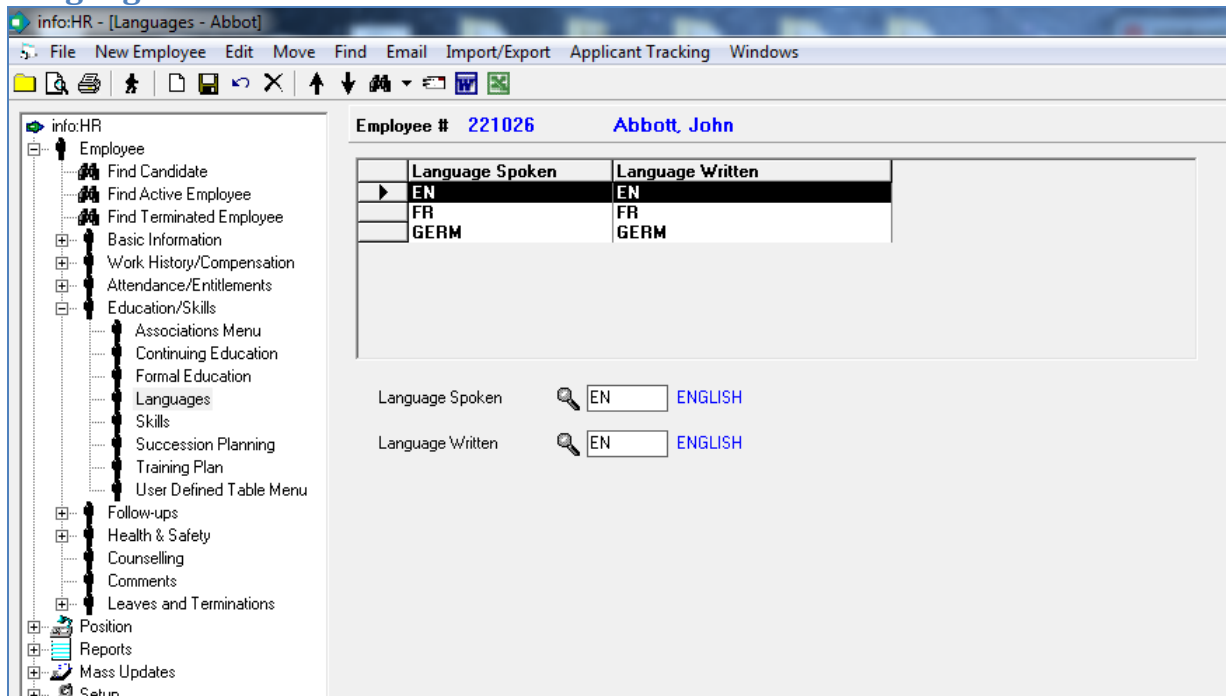 info:HR - [Languages - Abbot]
File New Employee Edit Move Find Email Import/Export Applicant Tracking Windows
info:HR
Employee
Find Candidate
Find Active Employee
Find Terminated Employee
Basic Information
Work History/Compensation
Attendance/Entitlements
Education/Skills
Associations Menu
Continuing Education
Formal Education
Languages
Skills
Succession Planning
Training Plan
User Defined Table Menu
Follow-ups
Health & Safety
Counselling
Comments
Leaves and Terminations
Position
Reports
Mass Updates
Setup
Employee # 221026 Abbott, John
Language Spoken Language Written
EN EN
FR FR
GERM GERM
Language Spoken EN ENGLISH
Language Written EN ENGLISH